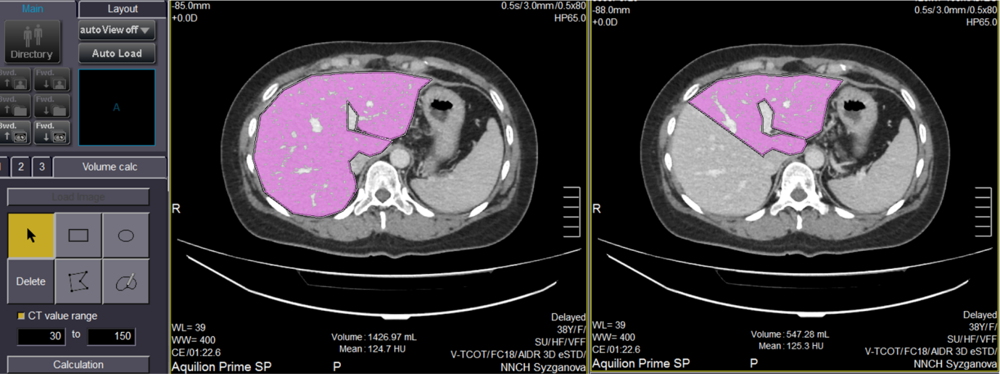 Main
Layout
auto View off
Directory
Auto Load
Bwd.
Fwd.
Bwd.
Fwd.
Bwd.
Fwd.
A
2
3
Volume calc
Load Image
Delete
CT value range
30
to
150
Calculation
-85.0mm
+0.0D
0.5s/3.0mm/0.5x80
HP65.0
R
WL= 39
WW= 400
CE/01:22.6
Aquilion Prime SP
Volume : 1426.97 mL
Mean : 124.7 HU
P
Delayed
38Y/F/
SU/HF/VFF
V-TCOT/FC18/AIDR 3D eSTD/
NNCH Syzganova
-88.0mm
+0.0D
0.5s/3.0mm/0.5x80
HP65.0
R
WL= 39
WW= 400
CE/01:22.6
Aquilion Prime SP
Volume : 547.28 mL
Mean : 125.3 HU
P
Delayed
38Y/F/
SU/HF/VFF
V-TCOT/FC18/AIDR 3D eSTD/
NNCH Syzganova